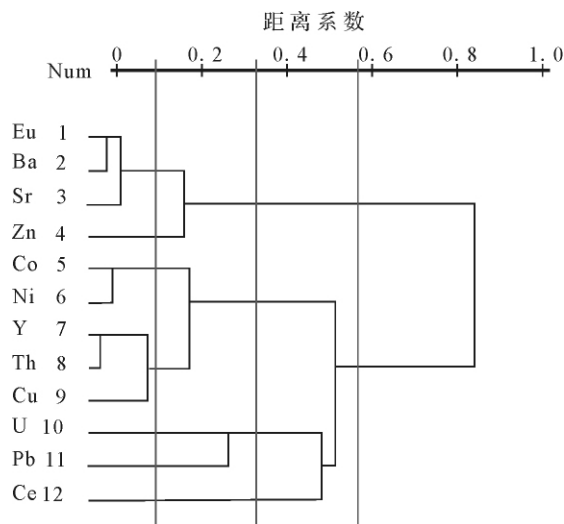 距离系数
Num 0 0.2 0.4 0.6 0.8 1.0
Eu 1
Ba 2
Sr 3
Zn 4
Co 5
Ni 6
Y 7
Th 8
Cu 9
U 10
Pb 11
Ce 12